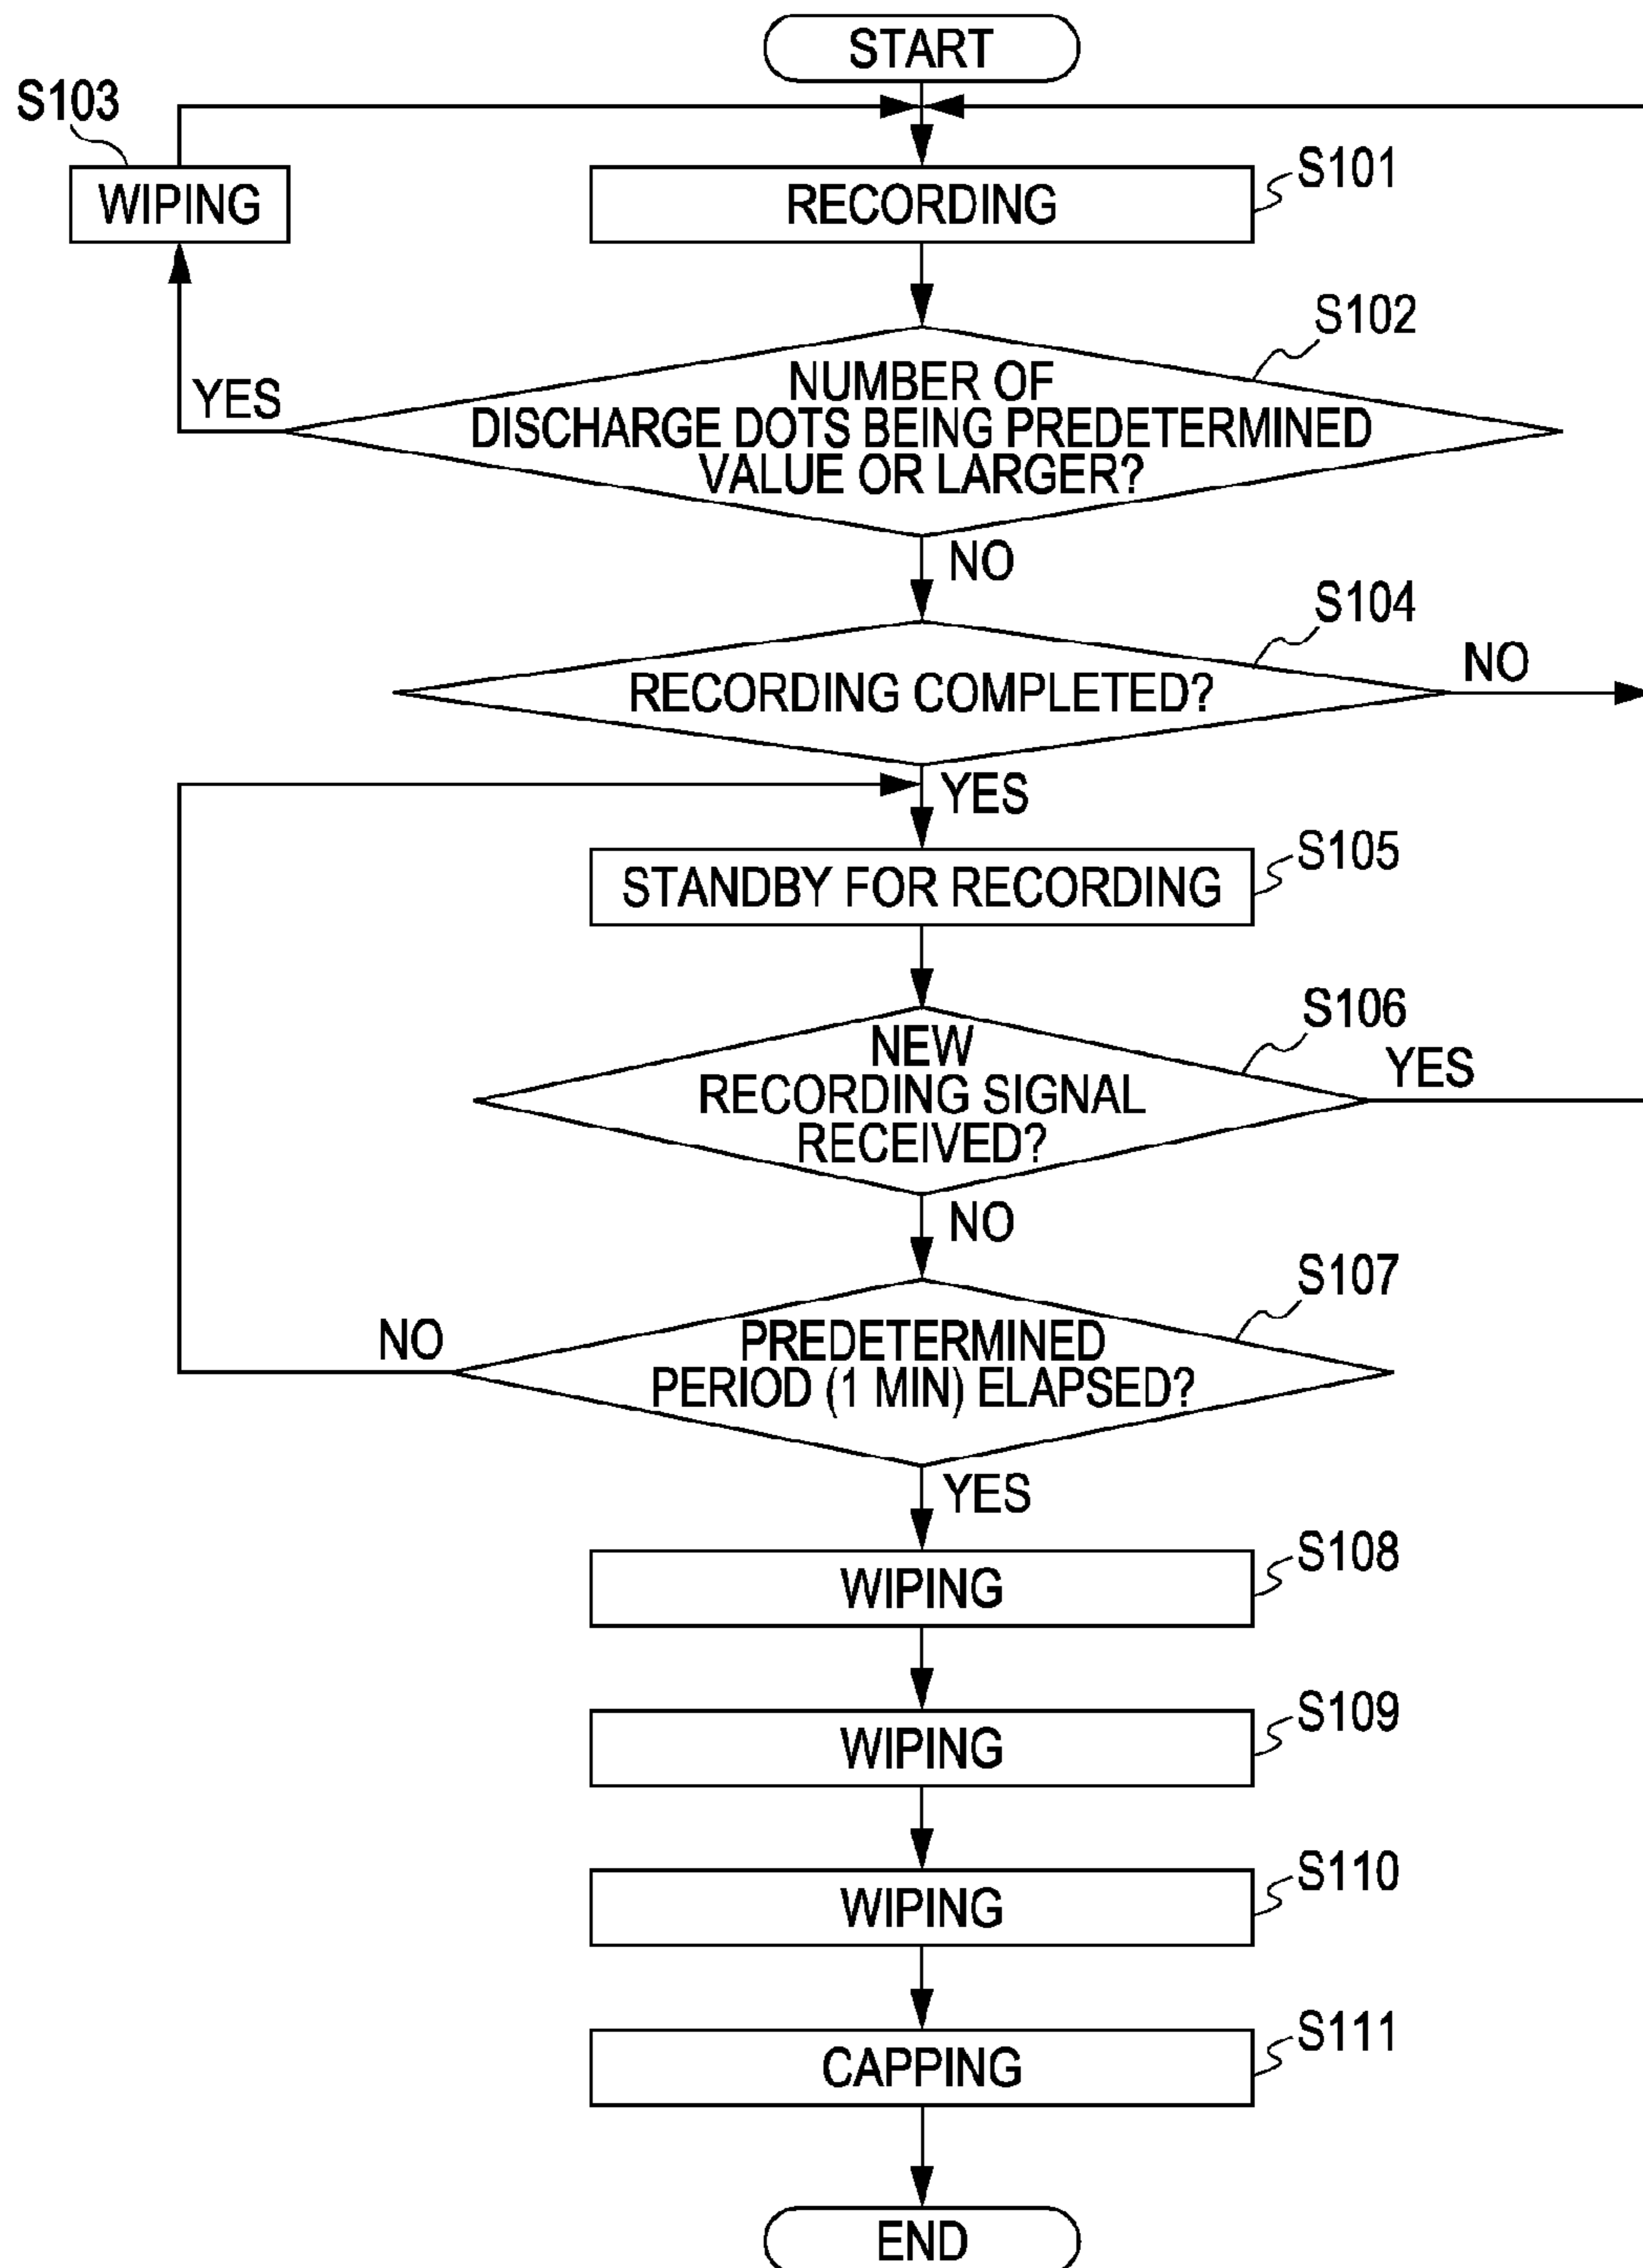 START
S103
WIPING
RECORDING
S101
S102
YES
NUMBER OF
DISCHARGE DOTS BEING PREDETERMINED
VALUE OR LARGER?
NO
S104
NO
RECORDING COMPLETED?
YES
STANDBY FOR RECORDING
S105
S106
NEW
RECORDING SIGNAL
RECEIVED?
YES
NO
S107
NO
PREDETERMINED
PERIOD (1 MIN) ELAPSED?
YES
WIPING
S108
WIPING
S109
WIPING
S110
CAPPING
S111
END